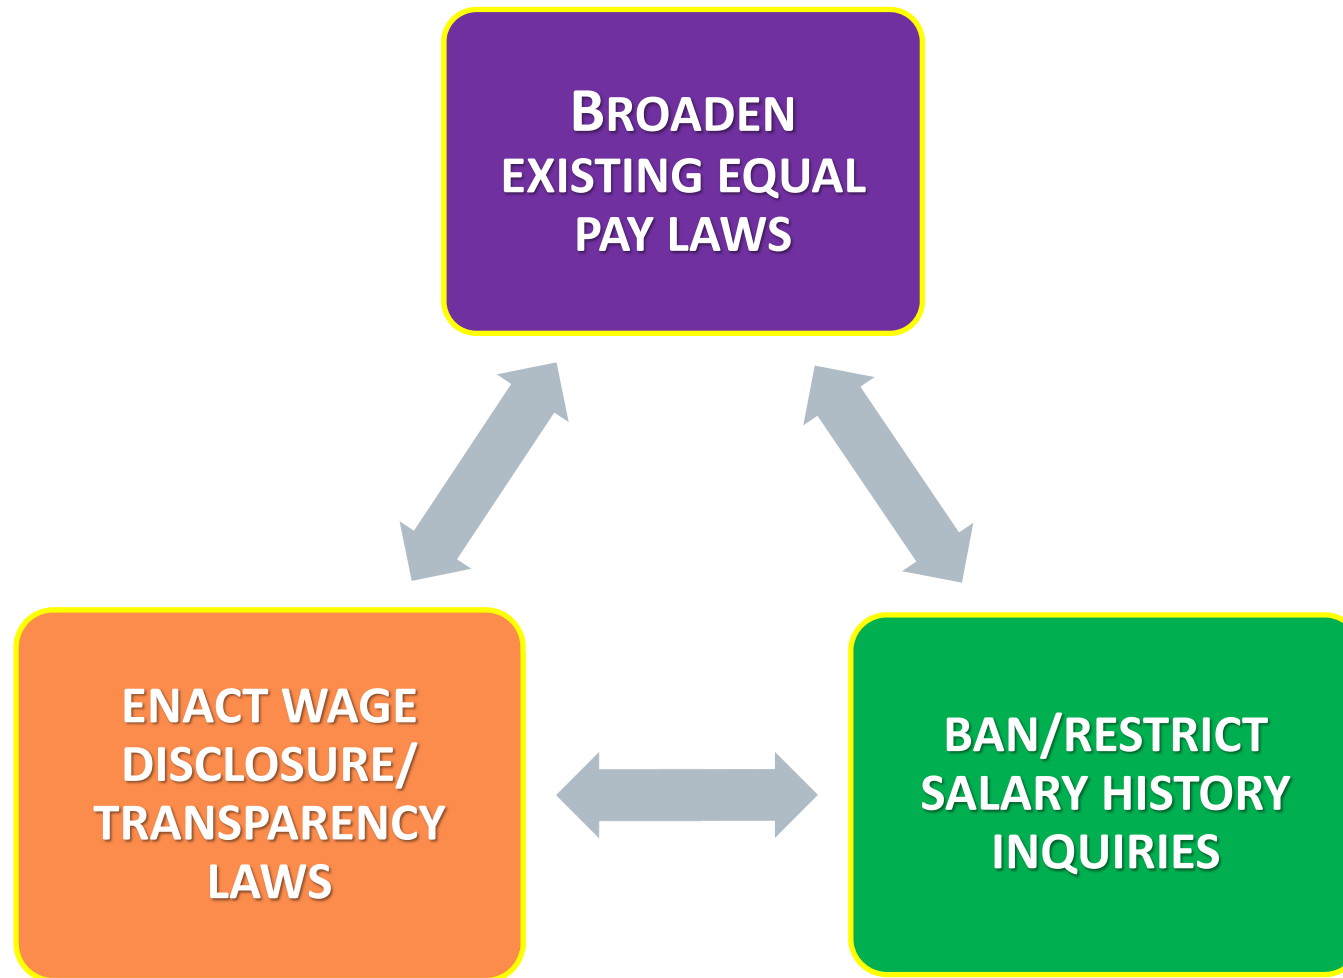 BROADEN
EXISTING EQUAL
PAY LAWS
ENACT WAGE
DISCLOSURE/
TRANSPARENCY
LAWS
BAN/RESTRICT
SALARY HISTORY
INQUIRIES